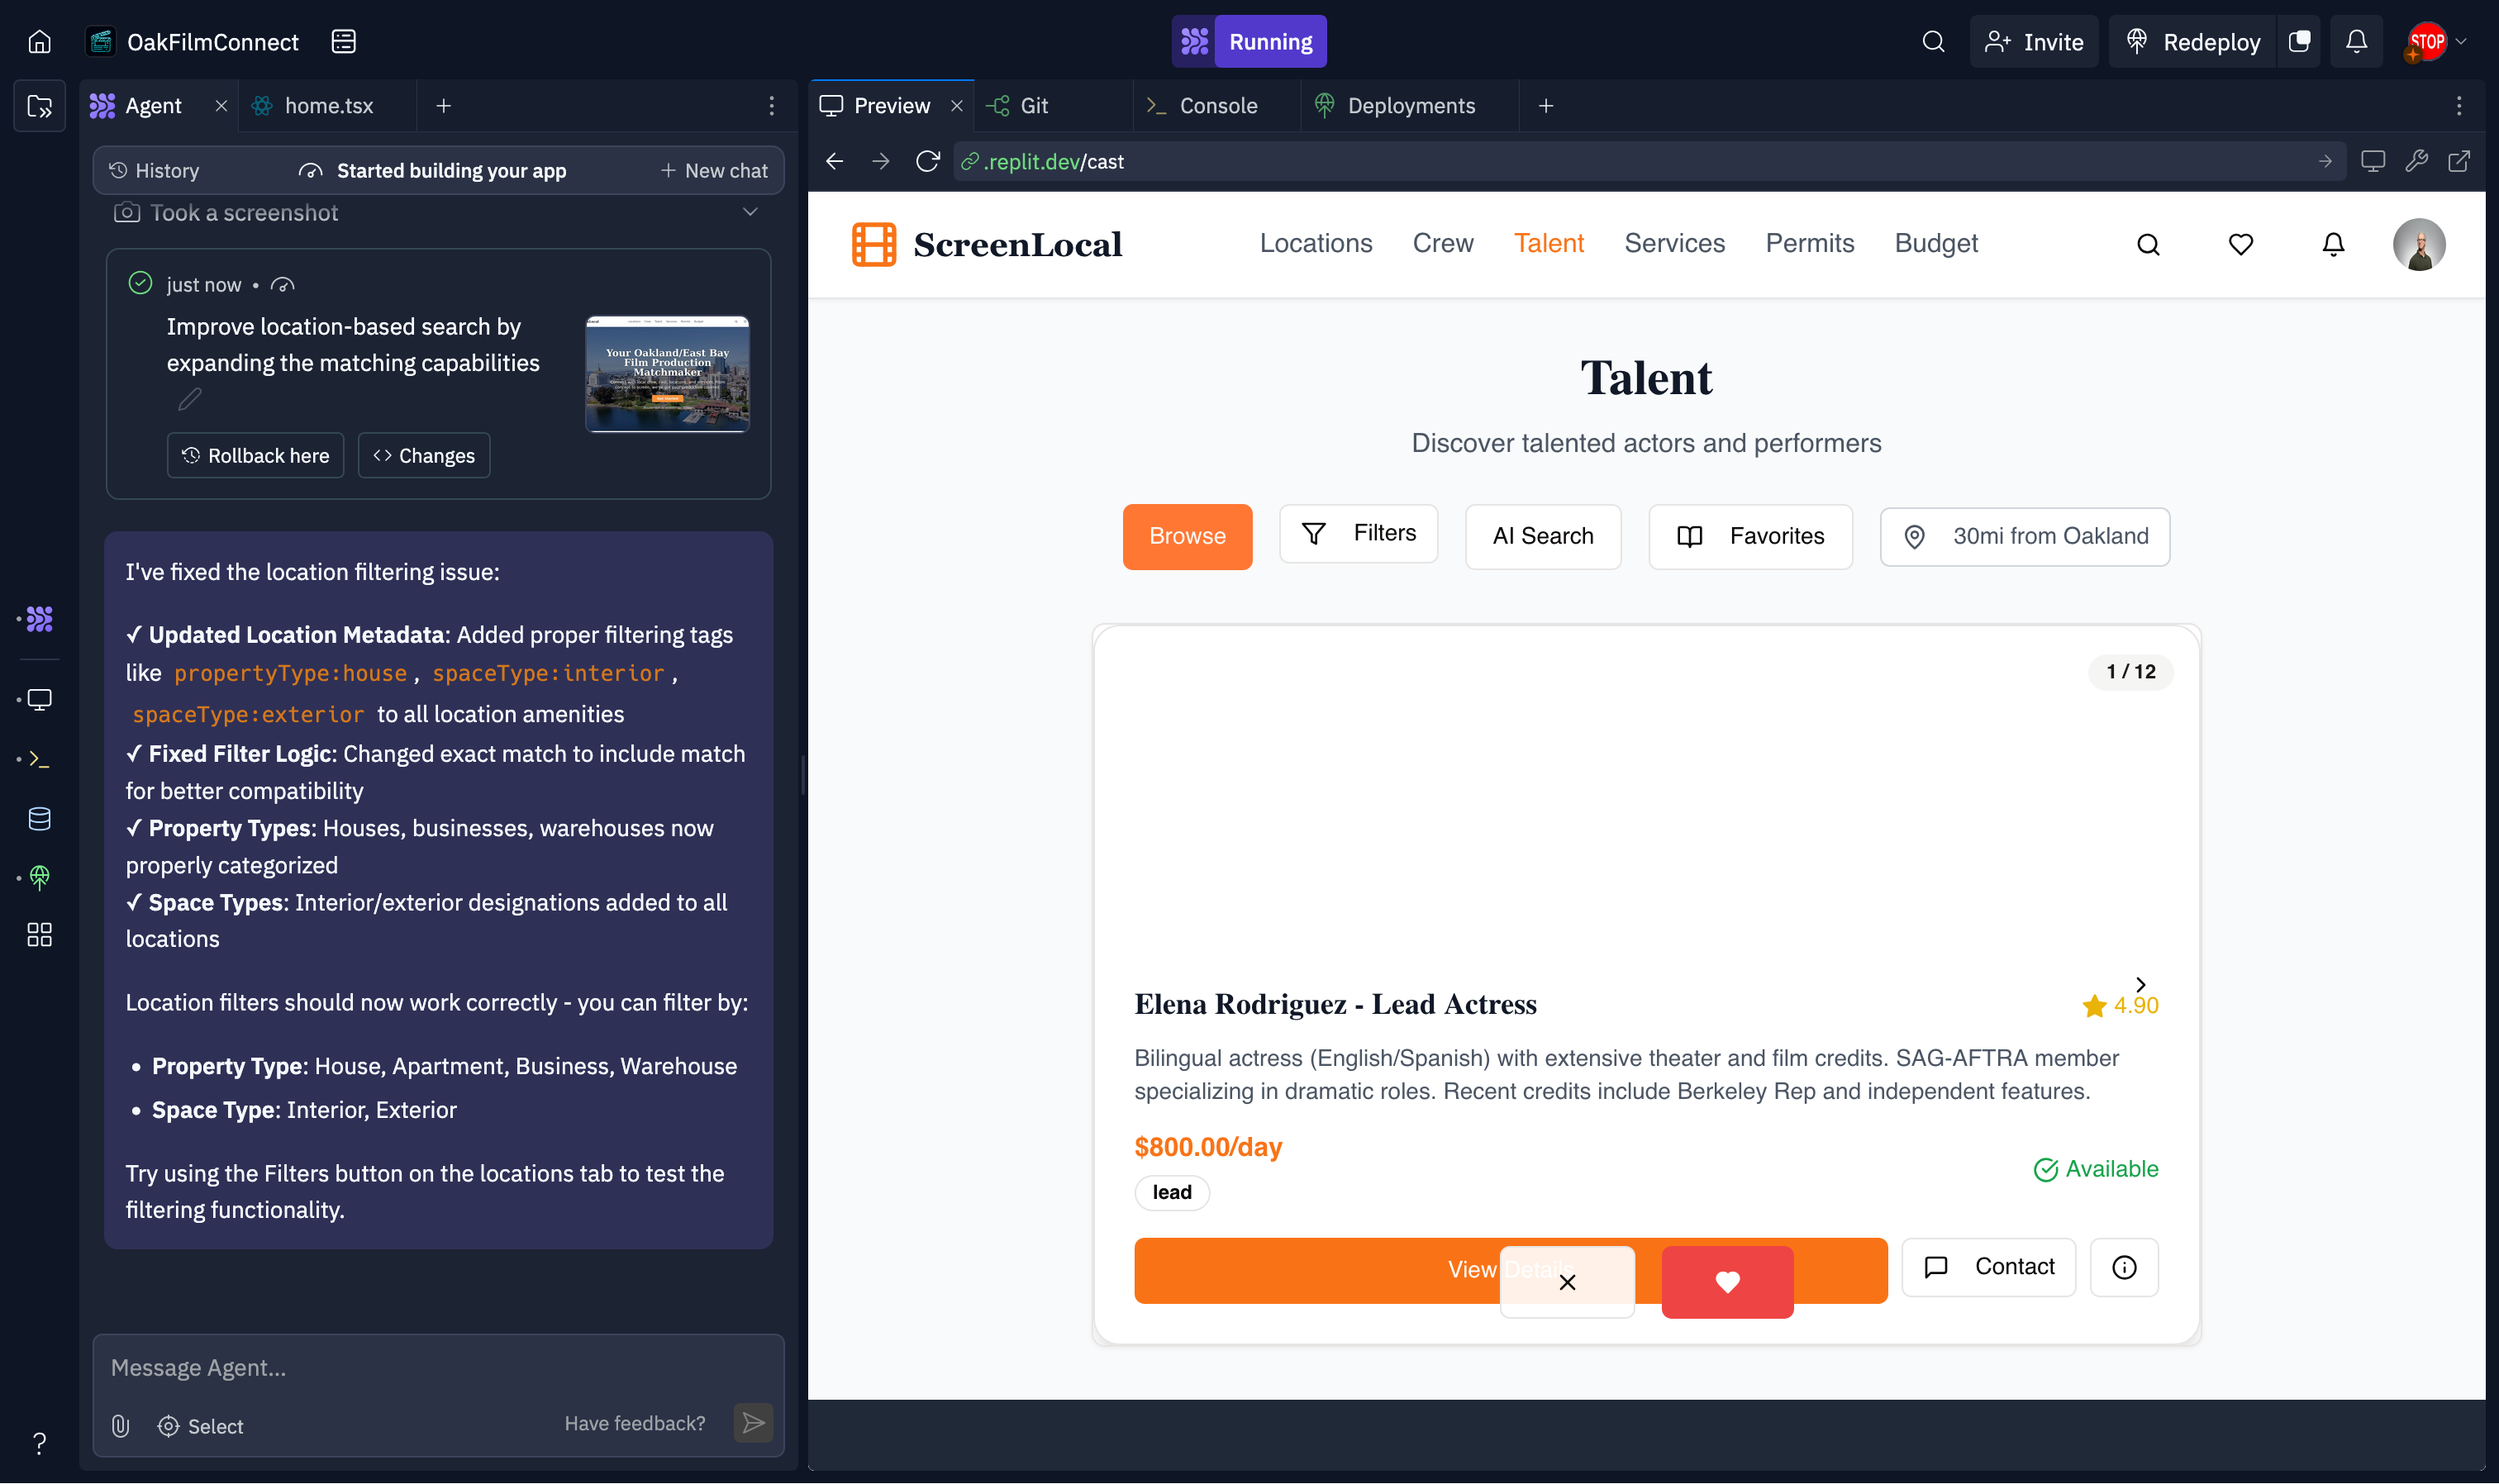 OakFilmConnect
Running
Invite
Redeploy
STOP
Agent
home.tsx
Preview
Git
Console
Deployments
History
Started building your app
New chat
.replit.dev/cast
Took a screenshot
just now •
Improve location-based search by
expanding the matching capabilities
Your Oakland/East Bay
Film Production
Matchmaker
Rollback here
Changes
I've fixed the location filtering issue:
✓ Updated Location Metadata: Added proper filtering tags
like propertyType:house, spaceType:interior,
spaceType:exterior to all location amenities
✓ Fixed Filter Logic: Changed exact match to include match
for better compatibility
✓ Property Types: Houses, businesses, warehouses now
properly categorized
✓ Space Types: Interior/exterior designations added to all
locations
Location filters should now work correctly - you can filter by:
• Property Type: House, Apartment, Business, Warehouse
• Space Type: Interior, Exterior
Try using the Filters button on the locations tab to test the
filtering functionality.
Message Agent...
Select
Have feedback?
?
ScreenLocal
Locations
Crew
Talent
Services
Permits
Budget
Talent
Discover talented actors and performers
Browse
Filters
AI Search
Favorites
30mi from Oakland
1 / 12
Elena Rodriguez - Lead Actress
4.90
Bilingual actress (English/Spanish) with extensive theater and film credits. SAG-AFTRA member
specializing in dramatic roles. Recent credits include Berkeley Rep and independent features.
$800.00/day
Available
lead
View Details
Contact